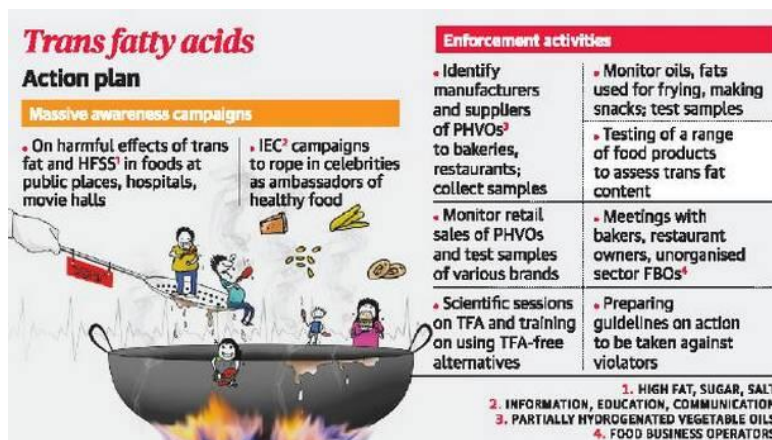 Trans fatty acids
Action plan
Massive awareness campaigns
• On harmful effects of trans
fat and HFSS¹ in foods at
public places, hospitals,
movie halls
• IEC² campaigns
to rope in celebrities
as ambassadors of
healthy food
Enforcement activities
• Identify
manufacturers
and suppliers
of PHVOs³
to bakeries,
restaurants;
collect samples
• Monitor oils, fats
used for frying, making
snacks; test samples
• Testing of a range
of food products
to assess trans fat
content
• Monitor retail
sales of PHVOs
and test samples
of various brands
• Meetings with
bakers, restaurant
owners, unorganised
sector FBOs⁴
• Scientific sessions
on TFA and training
on using TFA-free
alternatives
• Preparing
guidelines on action
to be taken against
violators
1. HIGH FAT, SUGAR, SALT
2. INFORMATION, EDUCATION, COMMUNICATION
3. PARTIALLY HYDROGENATED VEGETABLE OILS
4. FOOD BUSINESS OPERATORS